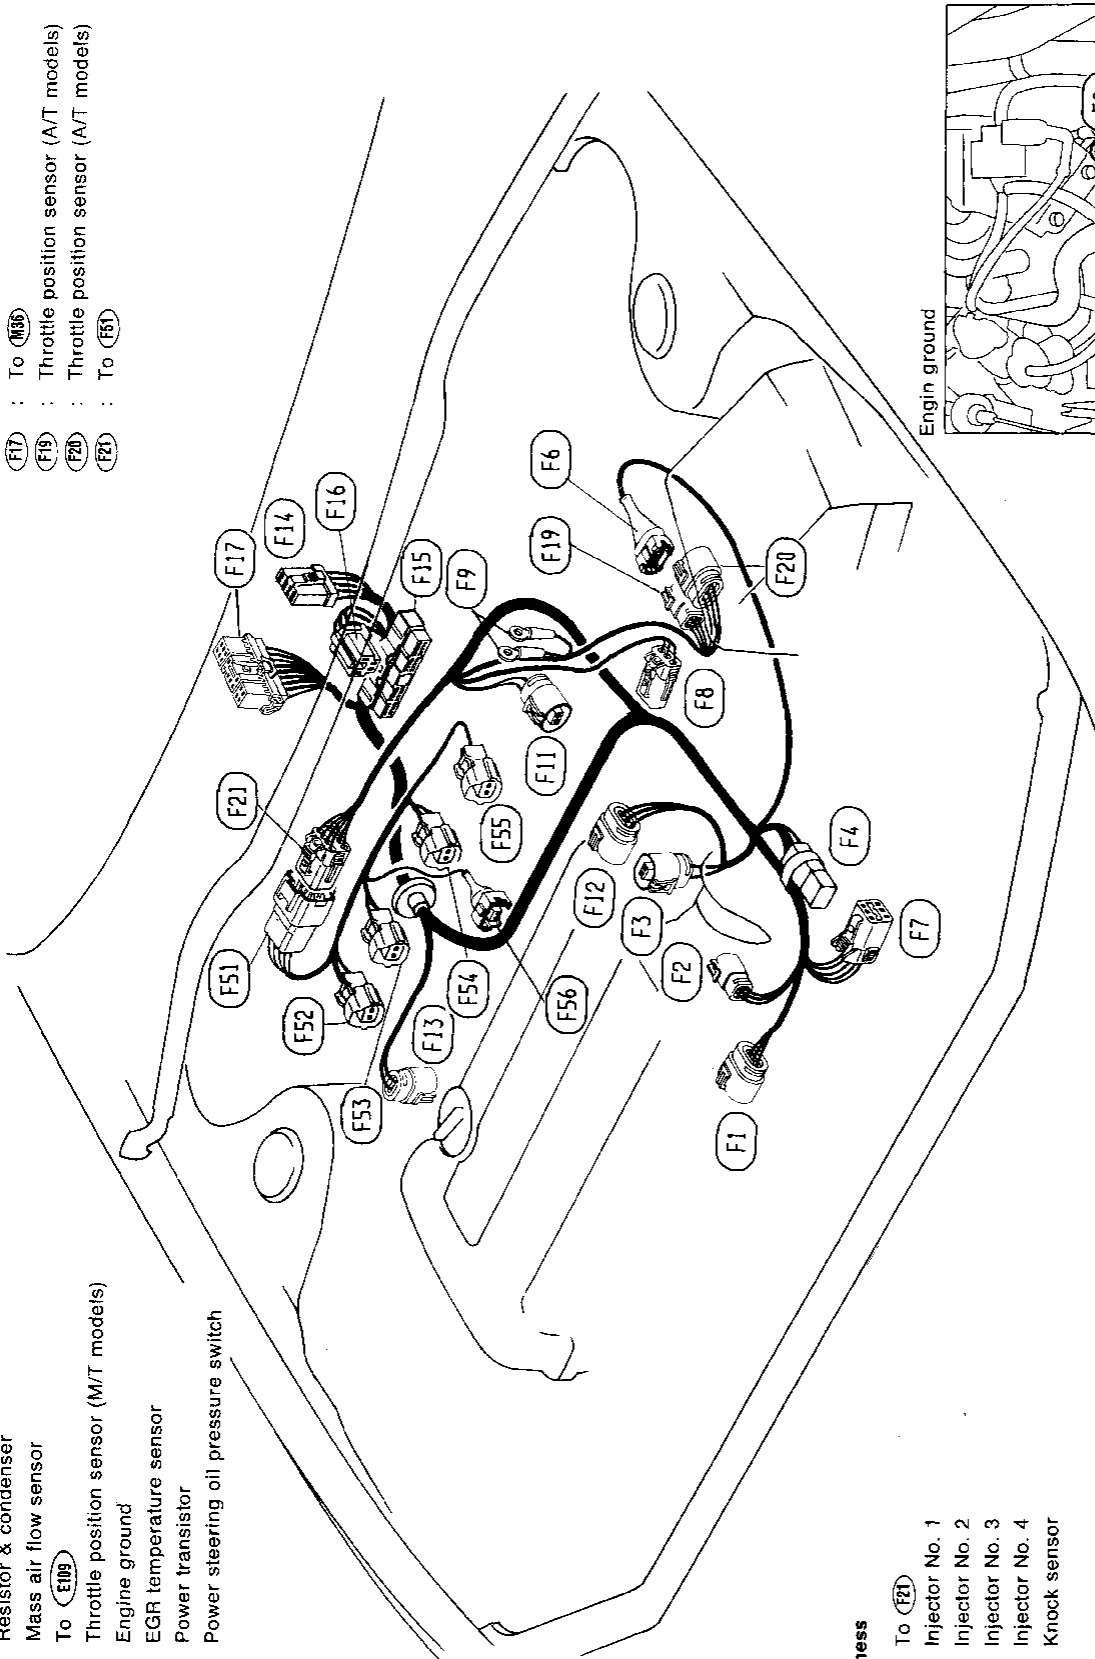 Resistor & condenser
Mass air flow sensor
To E109
Throttle position sensor (M/T models)
Engine ground
EGR temperature sensor
Power transistor
Power steering oil pressure switch
F17 : To M36
F19 : Throttle position sensor (A/T models)
F20 : Throttle position sensor (A/T models)
F21 : To F51
F17
F14
F16
F15
F9
F6
F19
F20
F8
F11
F21
F55
F51
F52
F54
F56
F12
F3
F2
F4
F7
F13
F53
F1
Engin ground
To F21
Injector No. 1
Injector No. 2
Injector No. 3
Injector No. 4
Knock sensor